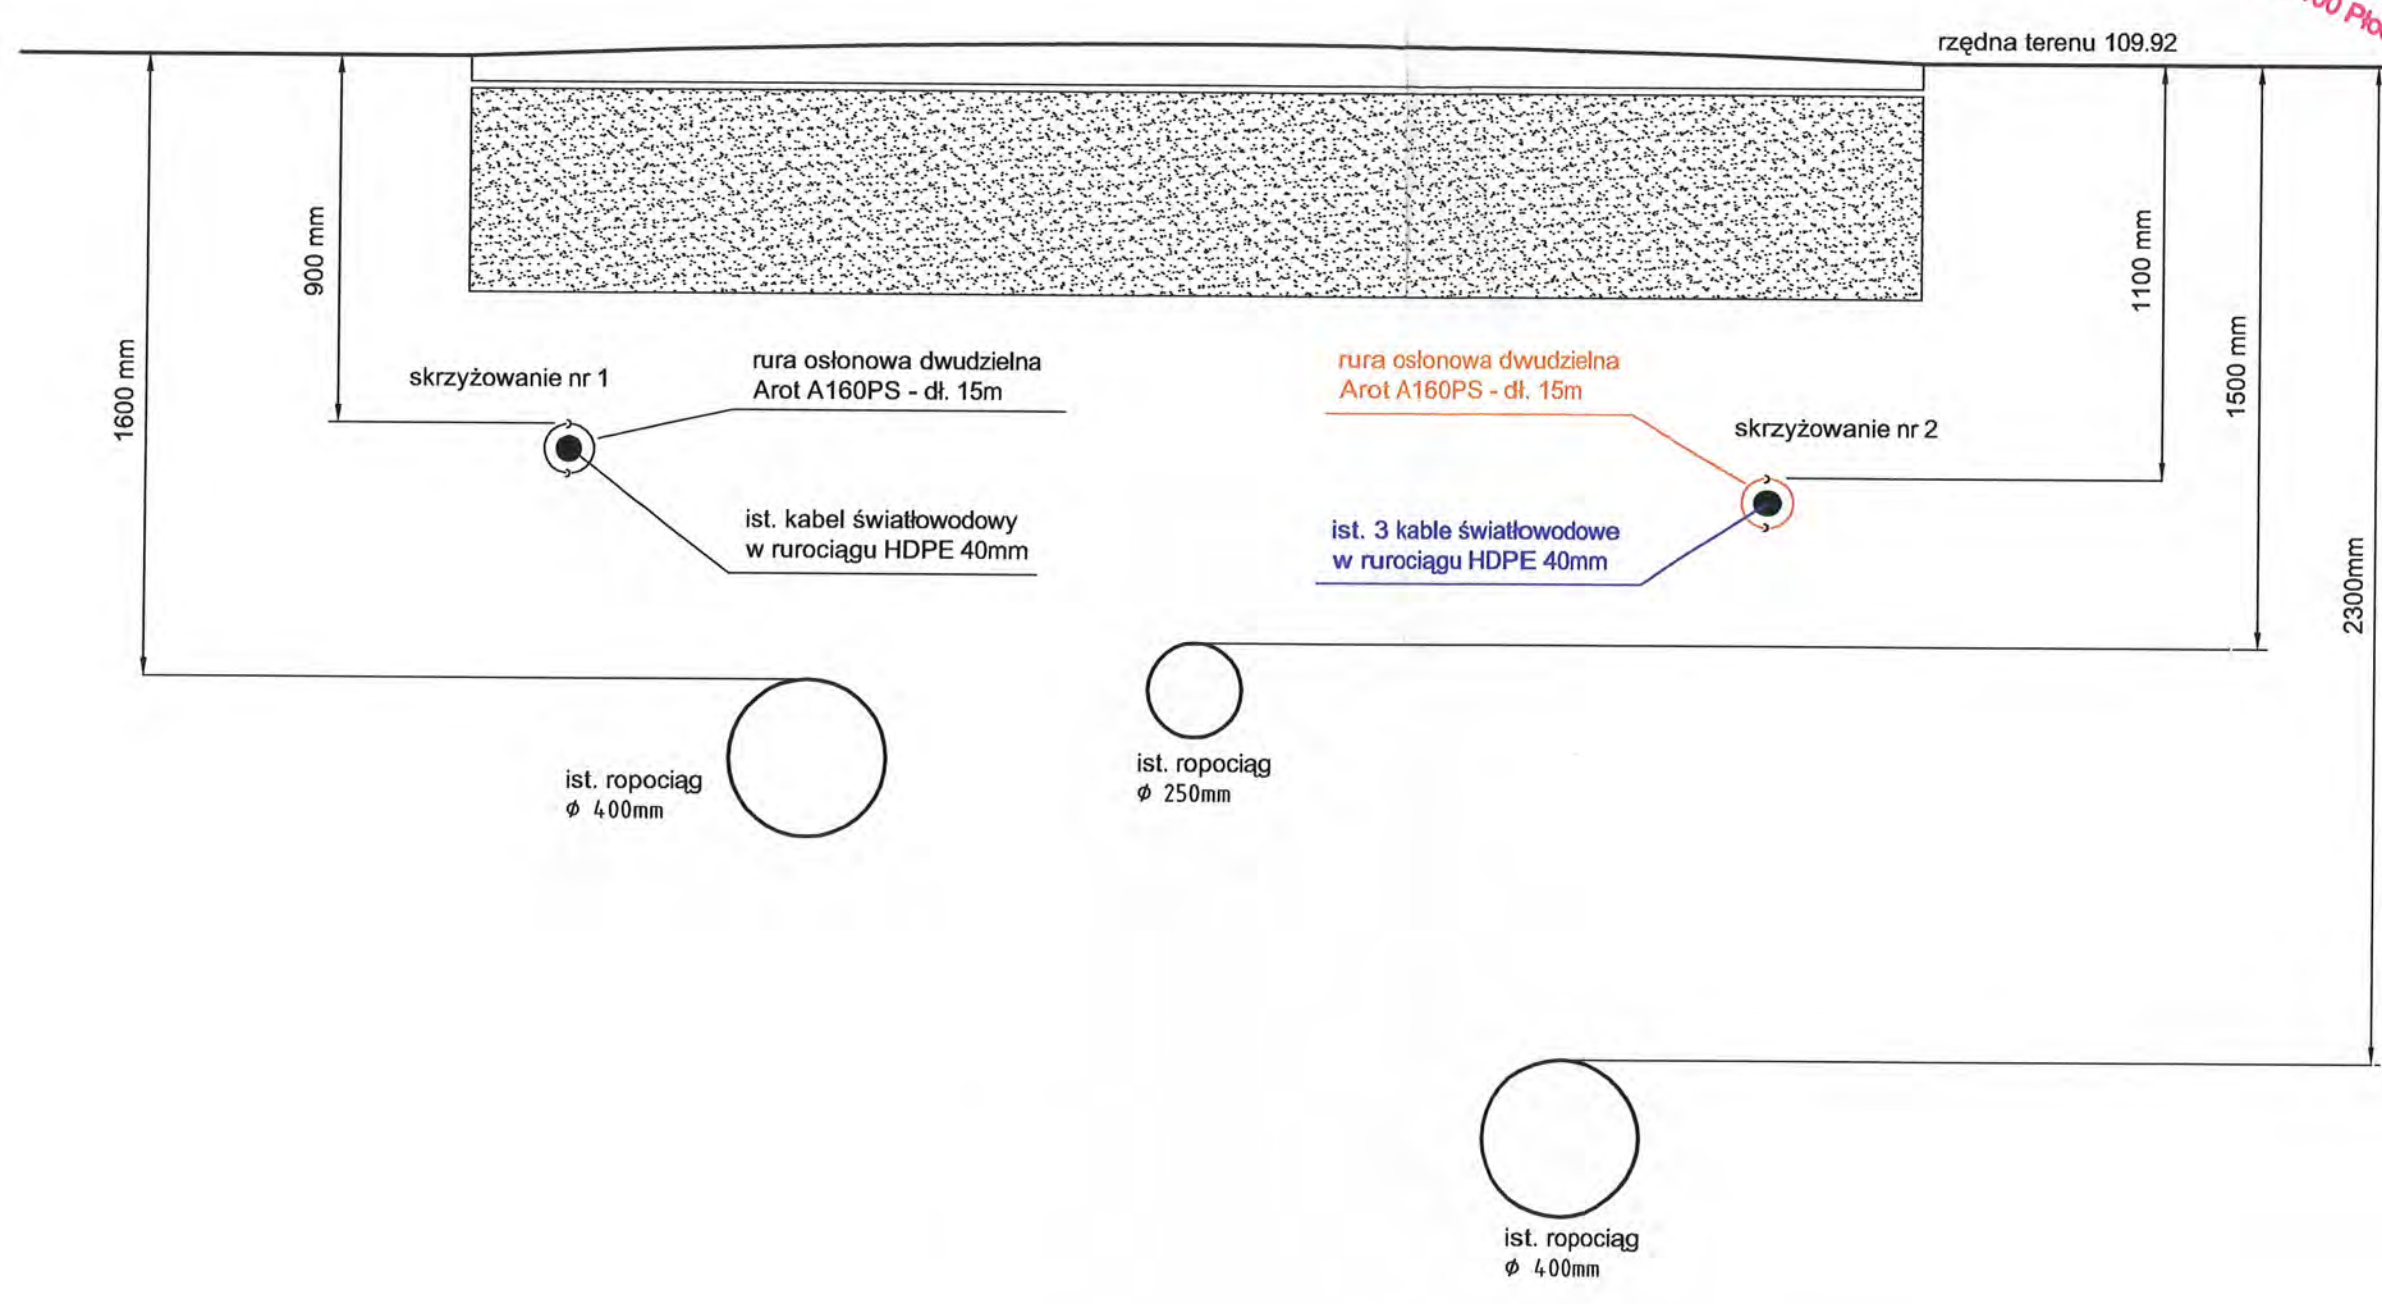 rzędna terenu 109.92
900 mm
1600 mm
1100 mm
1500 mm
2300mm
skrzyżowanie nr 1
rura osłonowa dwudzielna
Arot A160PS - dł. 15m
ist. kabel światłowodowy
w rurociągu HDPE 40mm
rura osłonowa dwudzielna
Arot A160PS - dł. 15m
skrzyżowanie nr 2
ist. 3 kable światłowodowe
w rurociągu HDPE 40mm
ist. ropociąg
ϕ 400mm
ist. ropociąg
ϕ 250mm
ist. ropociąg
ϕ 400mm